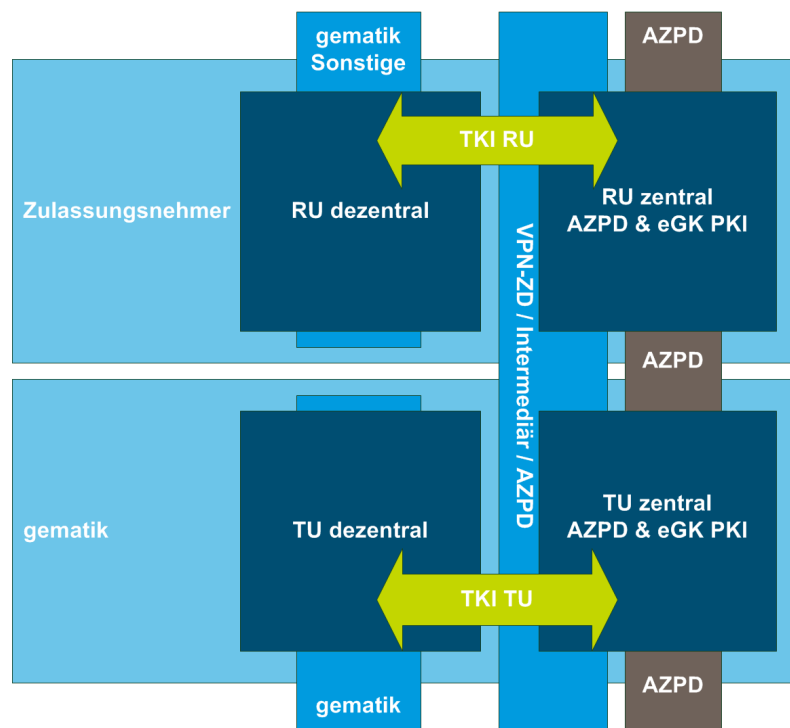 gematik
Sonstige
AZPD
TKI RU
Zulassungsnehmer
RU dezentral
RU zentral
AZPD & eGK PKI
VPN-ZD / Intermediär / AZPD
AZPD
gematik
TU dezentral
TU zentral
AZPD & eGK PKI
TKI TU
gematik
AZPD